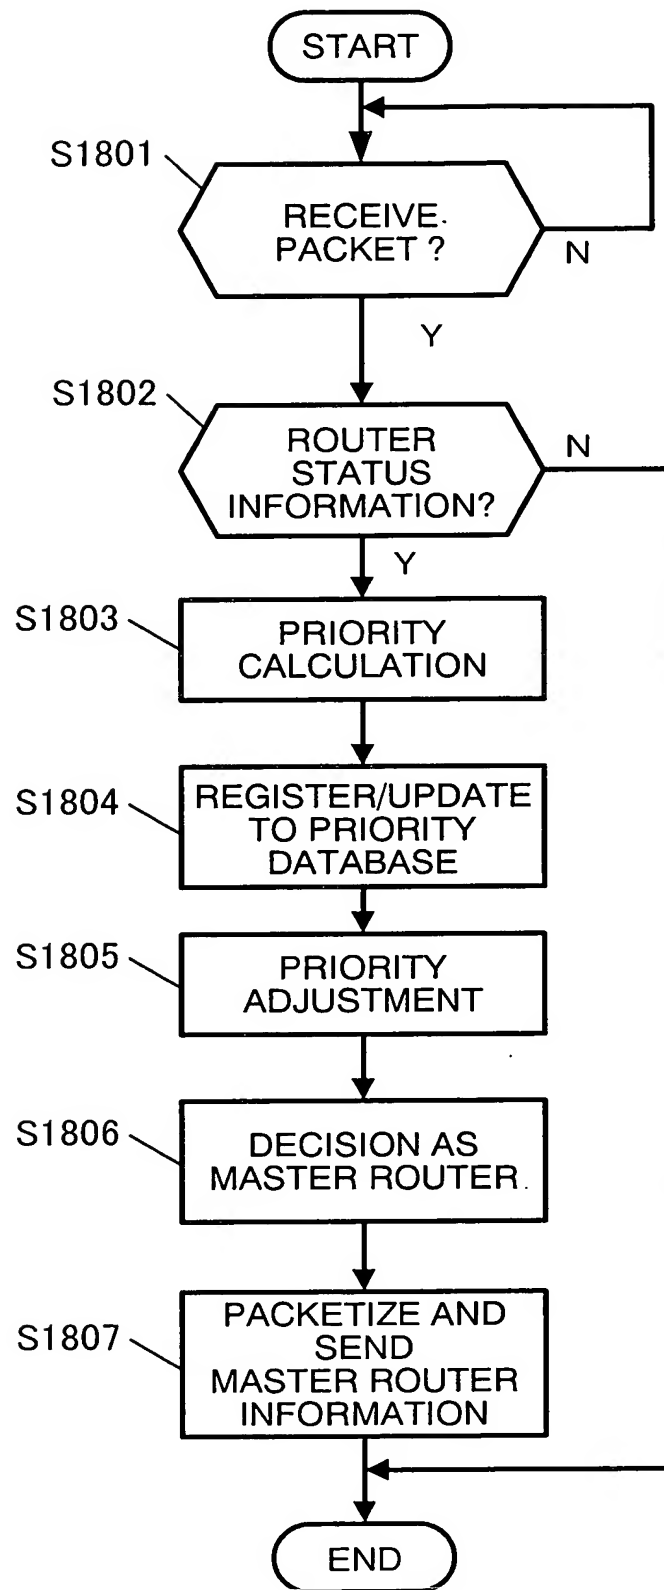 START
S1801
RECEIVE.
PACKET ?
N
Y
S1802
ROUTER
STATUS
INFORMATION?
N
Y
S1803
PRIORITY
CALCULATION
S1804
REGISTER/UPDATE
TO PRIORITY
DATABASE
S1805
PRIORITY
ADJUSTMENT
S1806
DECISION AS
MASTER ROUTER.
S1807
PACKETIZE AND
SEND
MASTER ROUTER
INFORMATION
END